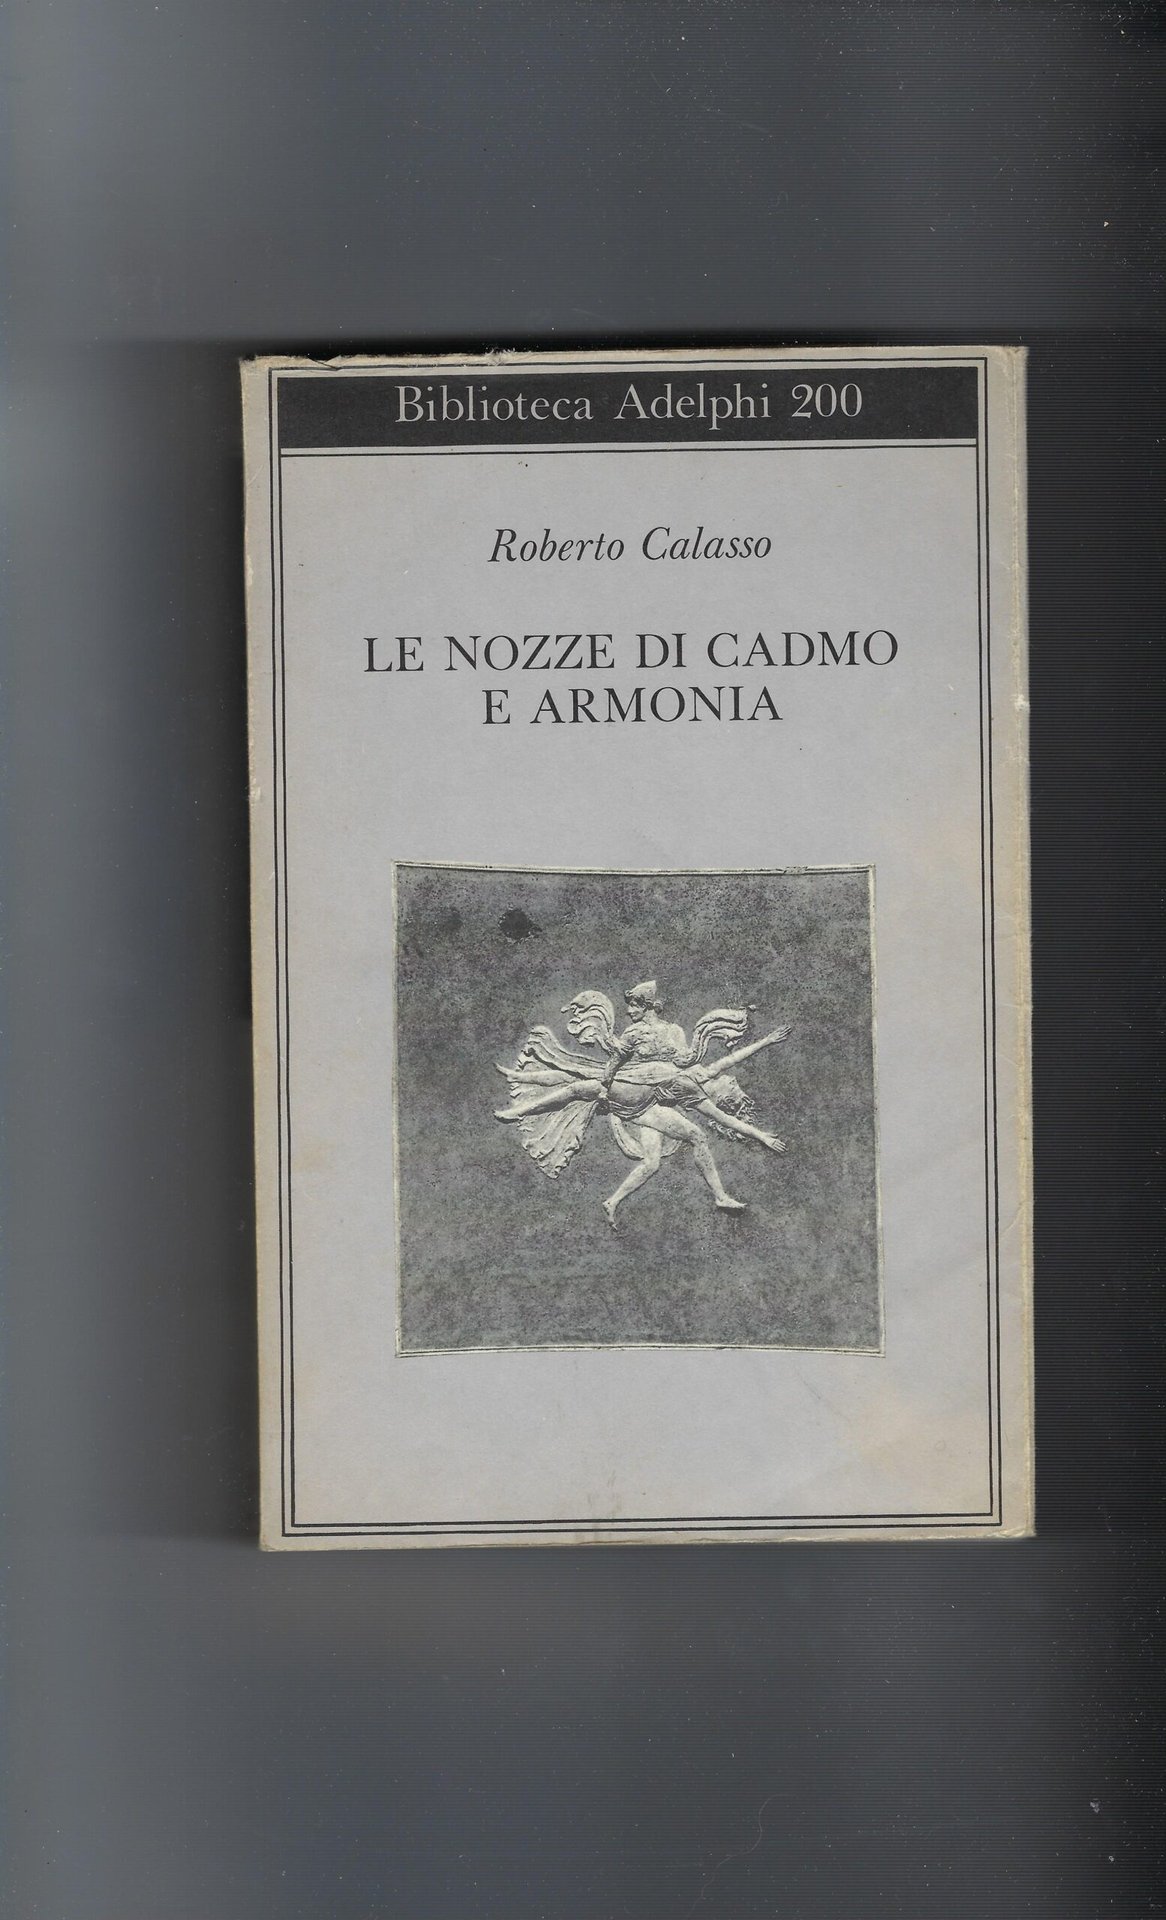 Biblioteca Adelphi 200
Roberto Calasso
LE NOZZE DI CADMO
E ARMONIA